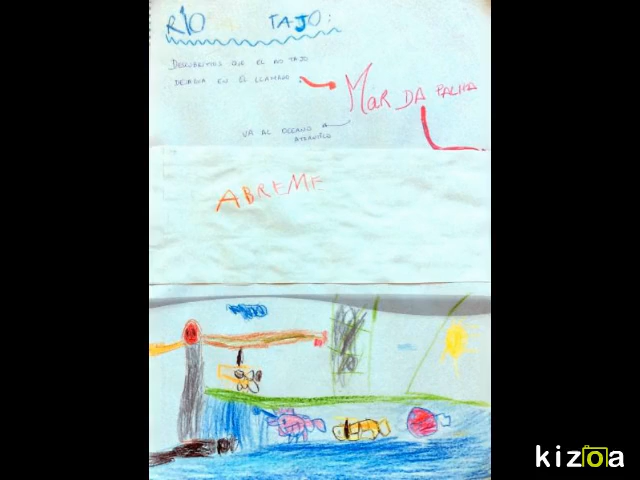 RÍO TAJO:
DESCUBRIMOS QUE EL RIO TAJO
DESAGUA EN EL LLAMADO
MAR DA PALHA
VA AL OCEANO
ATLANTICO
ABREME
kizoa